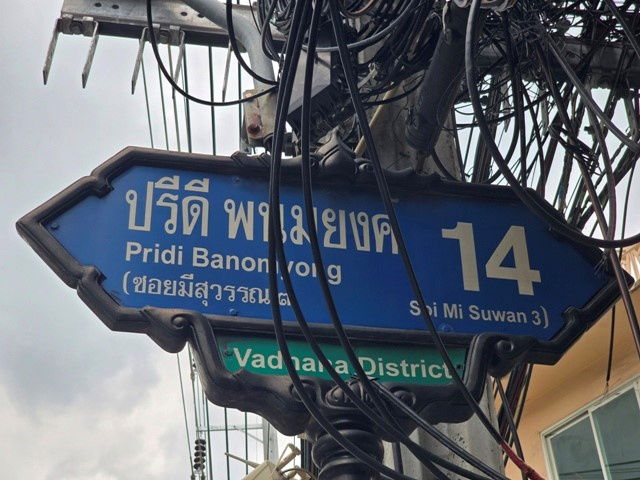 ปรีดี พนมยงค์ 14
Pridi Banomyong
(ซอยมีสุวรรณ ๓ Soi Mi Suwan 3)
Vadhana District